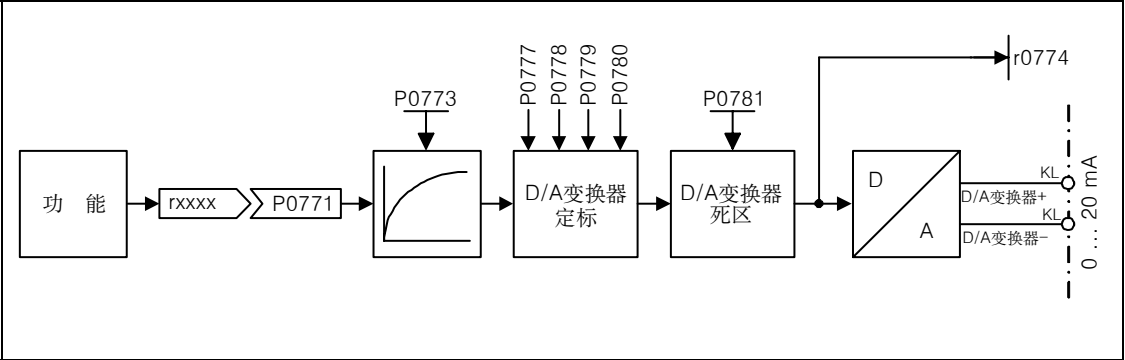 P0777
P0778
P0779
P0780
r0774
P0773
P0781
功 能
rxxxx
P0771
D/A变换器
定标
D/A变换器
死区
D
A
KL
D/A变换器+
KL
D/A变换器-
0 ... 20 mA